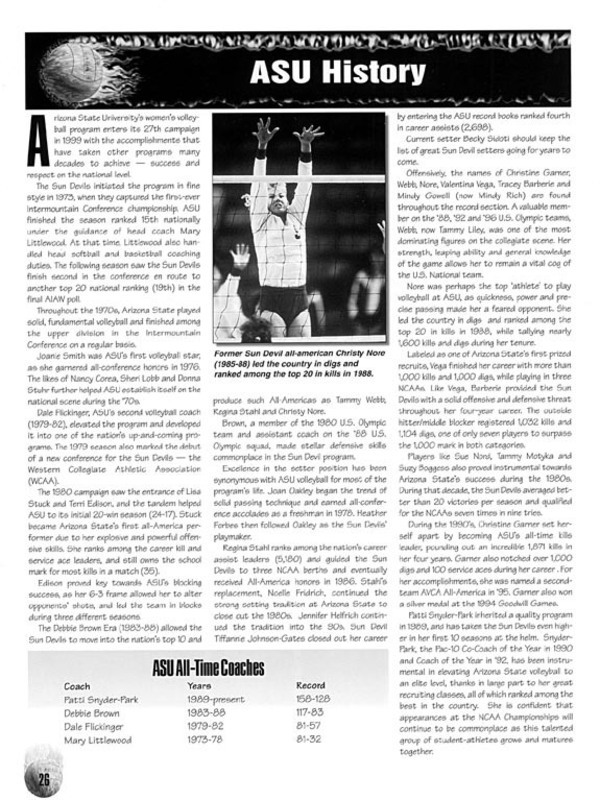 ASU History
Arizona State University's women's volley-
ball program enters its 27th campaign
in 1999 with the accomplishments that
have taken other programs many
decades to achieve — success and
respect on the national level.
The Sun Devils initiated the program in fine
style in 1973, when they captured the first-ever
Intermountain Conference championship. ASU
finished the season ranked 15th nationally
under the guidance of head coach Mary
Littlewood. At that time, Littlewood also han-
dled head softball and basketball coaching
duties. The following season saw the Sun Devils
finish second in the conference en route to
another top 20 national ranking (19th) in the
final AIAW poll.
Throughout the 1970s, Arizona State played
solid, fundamental volleyball and finished among
the upper division in the Intermountain
Conference on a regular basis.
Joanie Smith was ASU's first volleyball star,
as she garnered all-conference honors in 1976.
The likes of Nancy Corea, Sheri Lobb and Donna
Stuhr further helped ASU establish itself on the
national scene during the '70s.
Dale Flickinger, ASU's second volleyball coach
(1979-82), elevated the program and developed
it into one of the nation's up-and-coming pro-
grams. The 1979 season also marked the debut
of a new conference for the Sun Devils — the
Western Collegiate Athletic Association
(WCAA).
The 1980 campaign saw the entrance of Lisa
Stuck and Terri Edison, and the tandem helped
ASU to its initial 20-win season (24-17). Stuck
became Arizona State's first all-America per-
former due to her explosive and powerful offen-
sive skills. She ranks among the career kill and
service ace leaders, and still owns the school
mark for most kills in a match (35).
Edison proved key towards ASU's blocking
success, as her 6-3 frame allowed her to alter
opponents' shots, and led the team in blocks
during three different seasons.
The Debbie Brown Era (1983-88) allowed the
Sun Devils to move into the nation's top 10 and
Former Sun Devil all-american Christy Nore
(1985-88) led the country in digs and
ranked among the top 20 in kills in 1988.
produce such All-Americas as Tammy Webb,
Regina Stahl and Christy Nore.
Brown, a member of the 1980 U.S. Olympic
team and assistant coach on the '88 U.S.
Olympic squad, made stellar defensive skills
commonplace in the Sun Devil program.
Excellence in the setter position has been
synonymous with ASU volleyball for most of the
program's life. Joan Oakley began the trend of
solid passing technique and earned all-confer-
ence accolades as a freshman in 1978. Heather
Forbes then followed Oakley as the Sun Devils'
playmaker.
Regina Stahl ranks among the nation's career
assist leaders (5,180) and guided the Sun
Devils to three NCAA berths and eventually
received All-America honors in 1986. Stahl's
replacement, Noelle Fridrich, continued the
strong setting tradition at Arizona State to
close out the 1980s. Jennifer Helfrich contin-
ued the tradition into the 90s. Sun Devil
Tiffanne Johnson-Gates closed out her career
by entering the ASU record books ranked fourth
in career assists (2,698).
Current setter Becky Sidoti should keep the
list of great Sun Devil setters going for years to
come.
Offensively, the names of Christine Garner,
Webb, Nore, Valentina Vega, Tracey Barberie and
Mindy Gowell (now Mindy Rich) are found
throughout the record section. A valuable mem-
ber on the '88, '92 and '96 U.S. Olympic teams,
Webb, now Tammy Liley, was one of the most
dominating figures on the collegiate scene. Her
strength, leaping ability and general knowledge
of the game allows her to remain a vital cog of
the U.S. National team.
Nore was perhaps the top 'athlete' to play
volleyball at ASU, as quickness, power and pre-
cise passing made her a feared opponent. She
led the country in digs and ranked among the
top 20 in kills in 1988, while tallying nearly
1,600 kills and digs during her tenure.
Labeled as one of Arizona State's first prized
recruits, Vega finished her career with more than
1,000 kills and 1,000 digs, while playing in three
NCAAs. Like Vega, Barberie provided the Sun
Devils with a solid offensive and defensive threat
throughout her four-year career. The outside
hitter/middle blocker registered 1,032 kills and
1,104 digs, one of only seven players to surpass
the 1,000 mark in both categories.
Players like Sue Nord, Tammy Motyka and
Suzy Boggess also proved instrumental towards
Arizona State's success during the 1980s.
During that decade, the Sun Devils averaged bet-
ter than 20 victories per season and qualified
for the NCAAs seven times in nine tries.
During the 1990's, Christine Garner set her-
self apart by becoming ASU's all-time kills
leader, pounding out an incredible 1,871 kills in
her four years. Garner also notched over 1,000
digs and 100 service aces during her career . For
her accomplishments, she was named a second-
team AVCA All-America in '95. Garner also won
a silver medal at the 1994 Goodwill Games.
Patti Snyder-Park inherited a quality program
in 1989, and has taken the Sun Devils even high-
er in her first 10 seasons at the helm. Snyder-
Park, the Pac-10 Co-Coach of the Year in 1990
and Coach of the Year in '92, has been instru-
mental in elevating Arizona State volleyball to
an elite level, thanks in large part to her great
recruiting classes, all of which ranked among the
best in the country. She is confident that
appearances at the NCAA Championships will
continue to be commonplace as this talented
group of student-athletes grows and matures
together.
ASU All-Time Coaches
Coach Years Record
Patti Snyder-Park 1989-present 158-128
Debbie Brown 1983-88 117-83
Dale Flickinger 1979-82 81-57
Mary Littlewood 1973-78 81-32
26